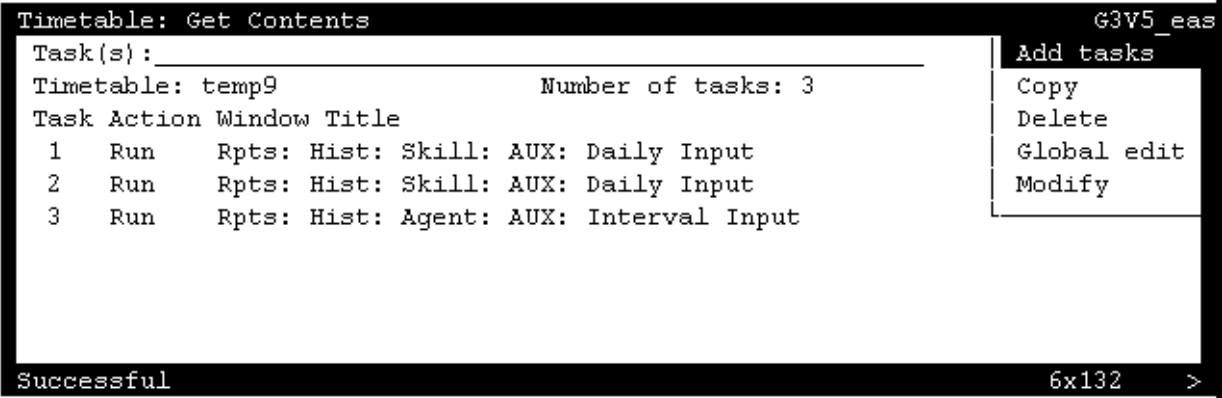 Timetable: Get Contents G3V5_eas
Task(s): Add tasks
Timetable: temp9 Number of tasks: 3 Copy
Task Action Window Title Delete
1 Run Rpts: Hist: Skill: AUX: Daily Input Global edit
2 Run Rpts: Hist: Skill: AUX: Daily Input Modify
3 Run Rpts: Hist: Agent: AUX: Interval Input
Successful 6x132 >